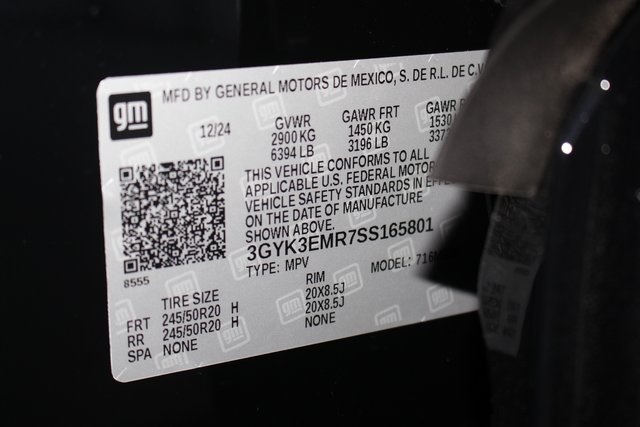 gm
MFD BY GENERAL MOTORS DE MEXICO, S. DE R.L. DE C.V
12/24
GVWR GAWR FRT GAWR
2900 KG 1450 KG 1530
6394 LB 3196 LB
THIS VEHICLE CONFORMS TO ALL
APPLICABLE U.S. FEDERAL MOTOR
VEHICLE SAFETY STANDARDS IN
ON THE DATE OF MANUFACTURE
SHOWN ABOVE.
3GYK3EMR7SS165801
8555
TYPE: MPV MODEL:
TIRE SIZE RIM
FRT 245/50R20 H 20X8.5J
RR 245/50R20 H 20X8.5J
SPA NONE NONE